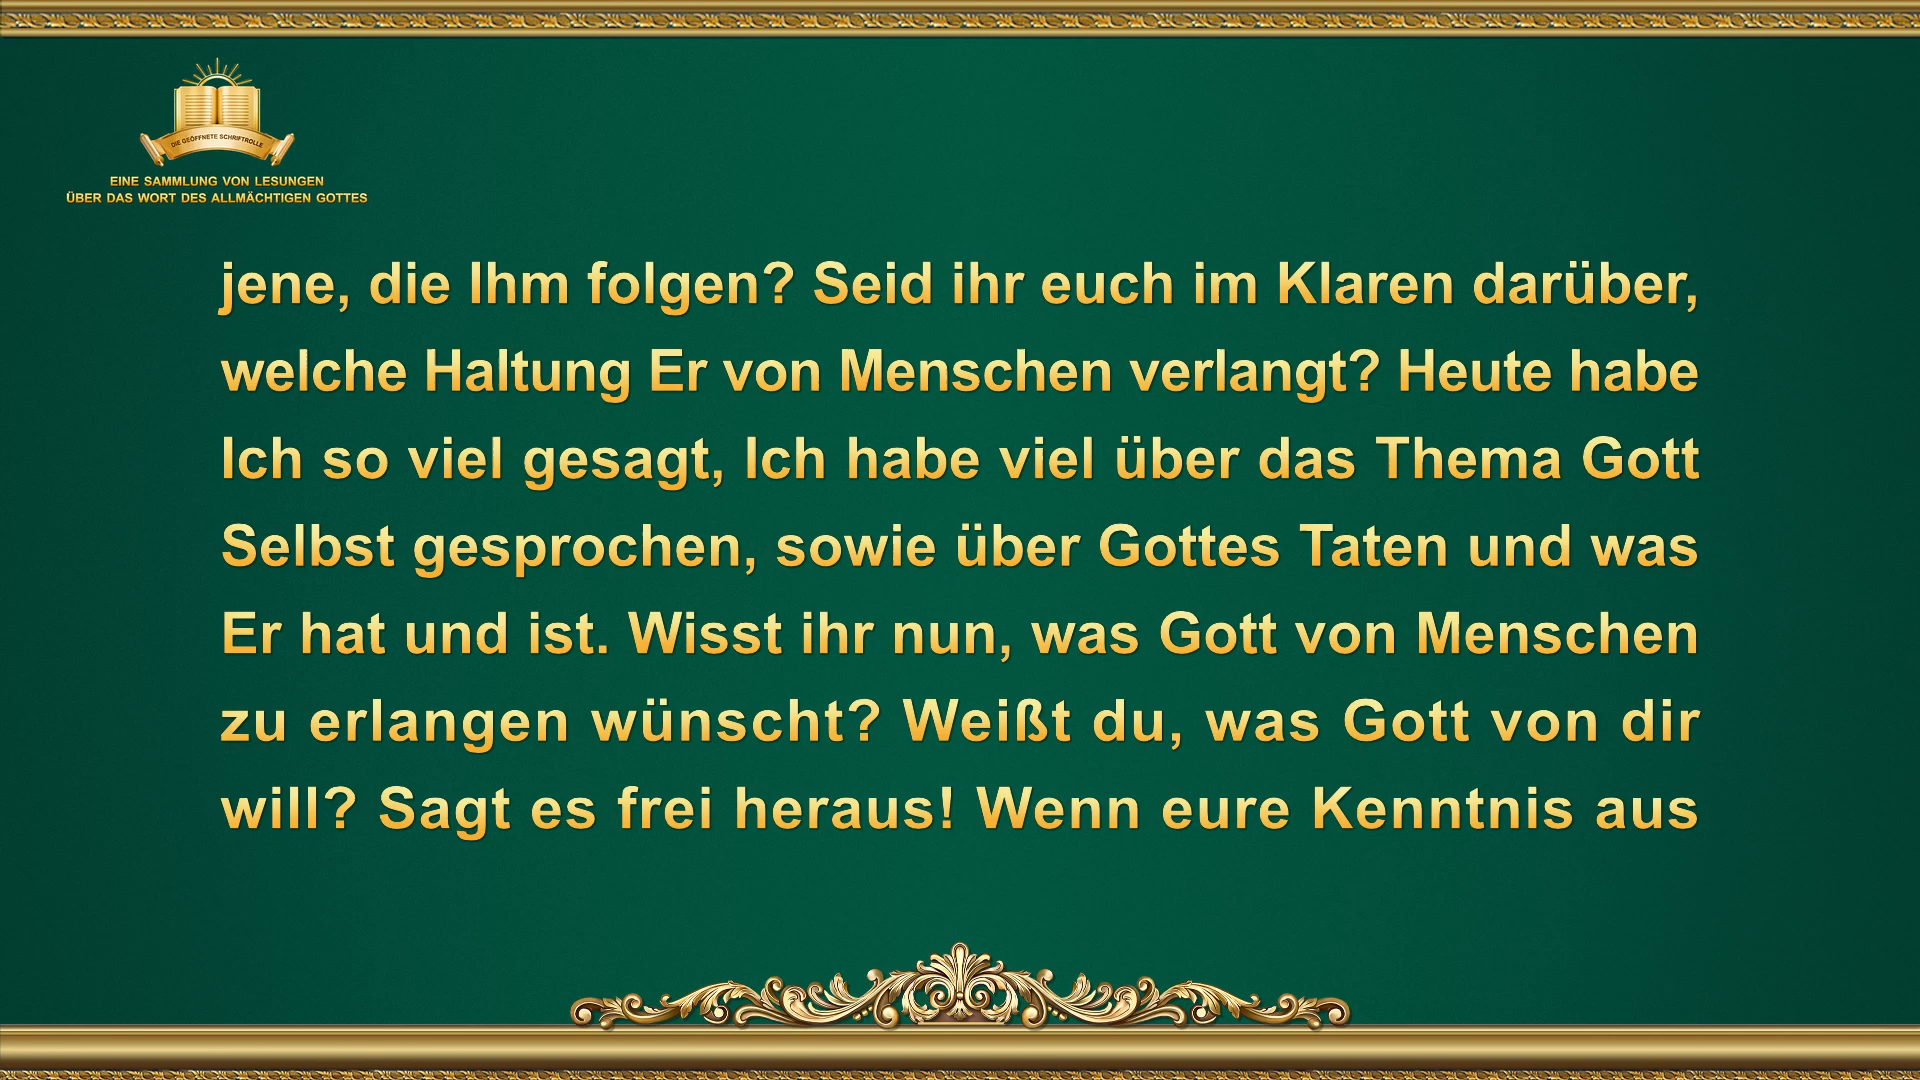 DIE GEÖFFNETE SCHRIFTROLLE
EINE SAMMLUNG VON LESUNGEN
ÜBER DAS WORT DES ALLMÄCHTIGEN GOTTES
jene, die Ihm folgen? Seid ihr euch im Klaren darüber,
welche Haltung Er von Menschen verlangt? Heute habe
Ich so viel gesagt, Ich habe viel über das Thema Gott
Selbst gesprochen, sowie über Gottes Taten und was
Er hat und ist. Wisst ihr nun, was Gott von Menschen
zu erlangen wünscht? Weißt du, was Gott von dir
will? Sagt es frei heraus! Wenn eure Kenntnis aus